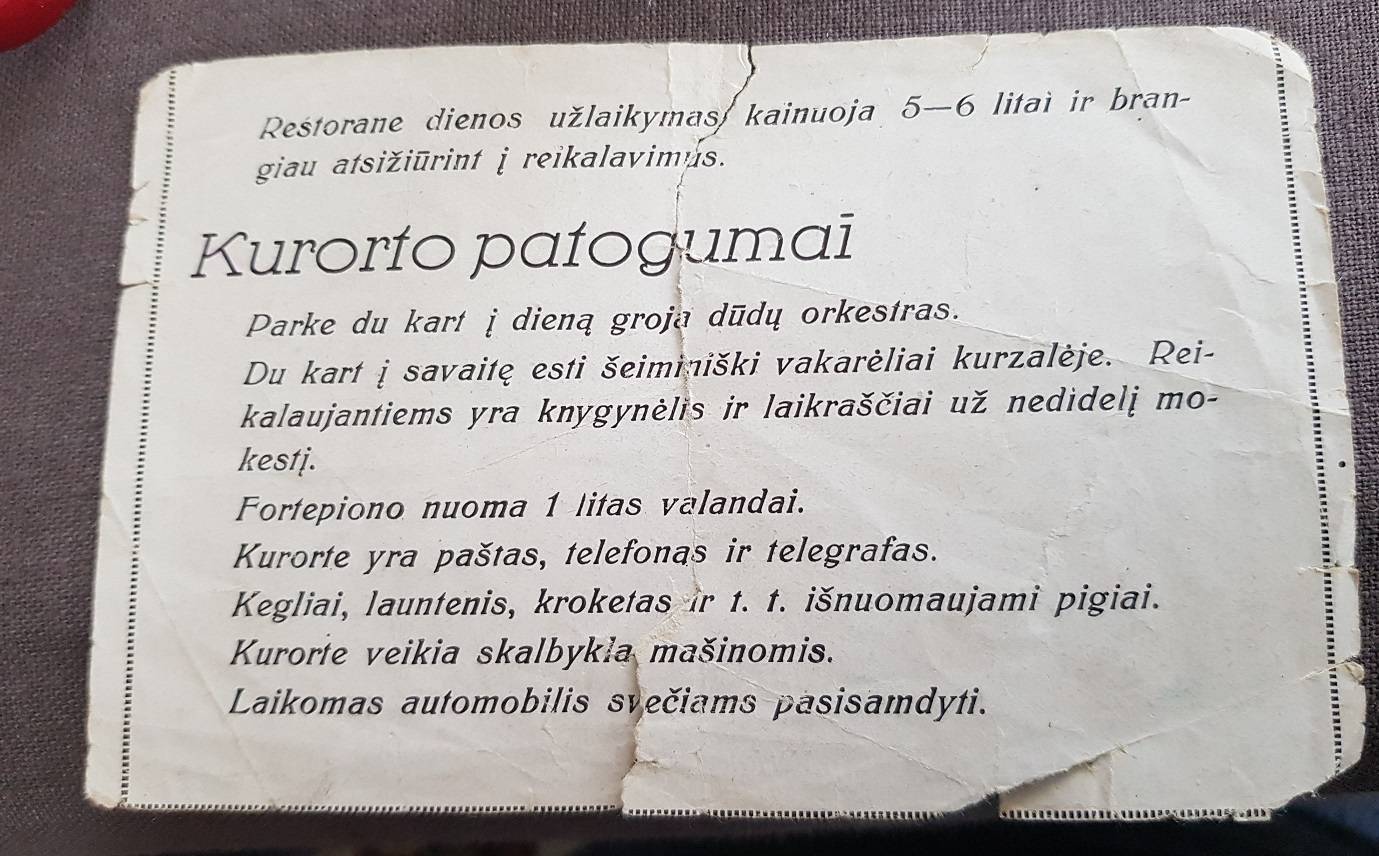 Restorane dienos užlaikymas kainuoja 5—6 litai ir bran-
giau atsižiūrint į reikalavimus.
Kurorto patogumai
Parke du kart į dieną groja dūdų orkestras.
Du kart į savaitę esti šeiminiški vakarėliai kurzalėje. Rei-
kalaujantiems yra knygynėlis ir laikraščiai už nedidelį mo-
kestį.
Fortepiono nuoma 1 litas valandai.
Kurorte yra paštas, telefonas ir telegrafas.
Kegliai, launtenis, kroketas ir t. t. išnuomaujami pigiai.
Kurorte veikia skalbykla mašinomis.
Laikomas automobilis svečiams pasisamdyti.